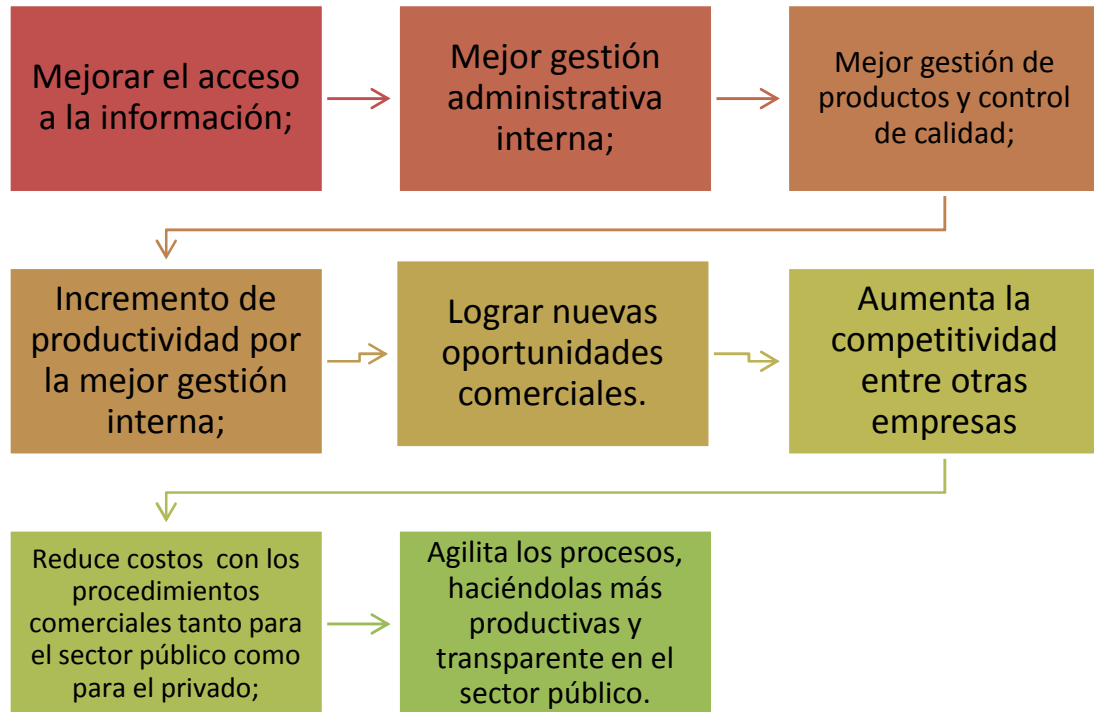 Mejorar el acceso
a la información;
Mejor gestión
administrativa
interna;
Mejor gestión de
productos y control
de calidad;
Incremento de
productividad por
la mejor gestión
interna;
Lograr nuevas
oportunidades
comerciales.
Aumenta la
competitividad
entre otras
empresas
Reduce costos con los
procedimientos
comerciales tanto para
el sector público como
para el privado;
Agilita los procesos,
haciéndolas más
productivas y
transparente en el
sector público.